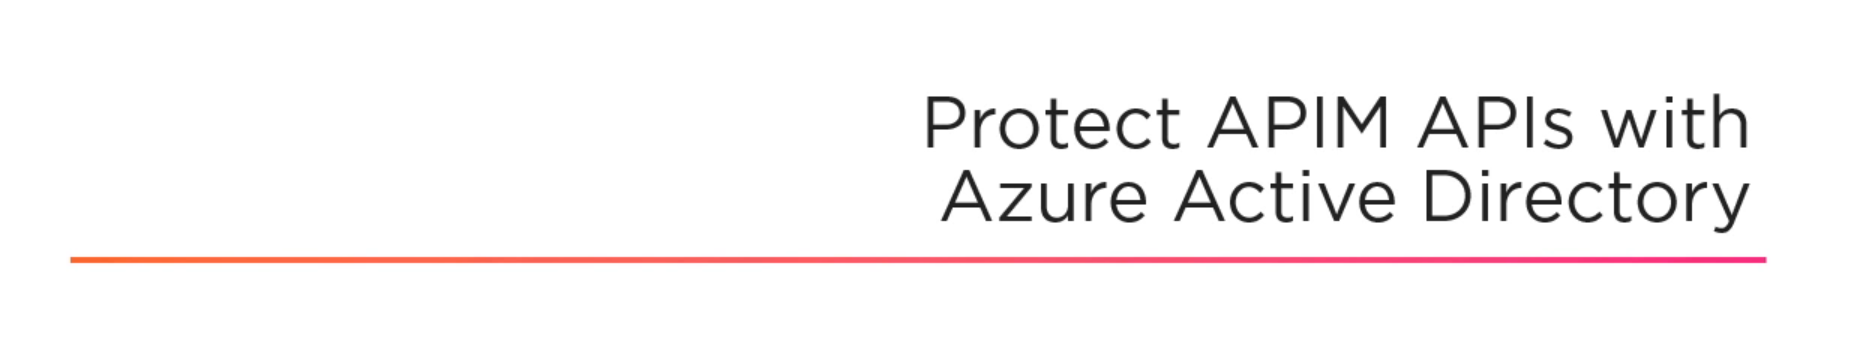 Protect APIM APIs with
Azure Active Directory